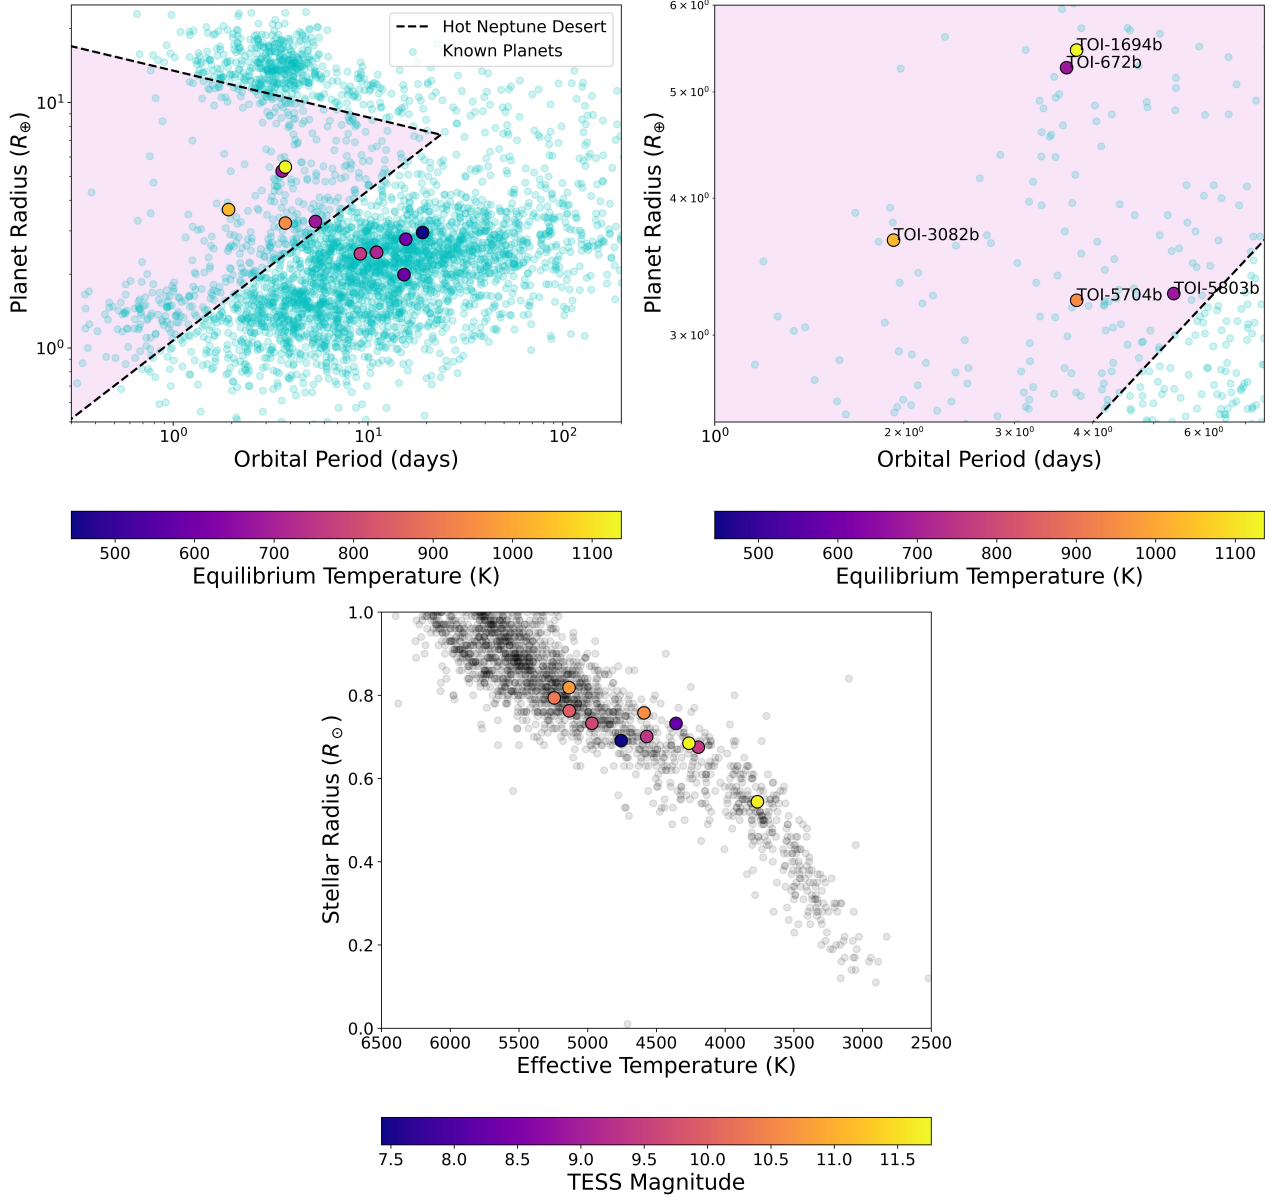 Hot Neptune Desert
Known Planets
10¹
10⁰
Planet Radius (R⊕)
10⁰ 10¹ 10²
Orbital Period (days)
500 600 700 800 900 1000 1100
Equilibrium Temperature (K)
6 × 10⁰
5 × 10⁰
4 × 10⁰
3 × 10⁰
Planet Radius (R⊕)
TOI-1694b
TOI-672b
TOI-3082b
TOI-5803b
TOI-5704b
10⁰ 2 × 10⁰ 3 × 10⁰ 4 × 10⁰ 6 × 10⁰
Orbital Period (days)
500 600 700 800 900 1000 1100
Equilibrium Temperature (K)
1.0
0.8
0.6
0.4
0.2
0.0
Stellar Radius (R⊙)
6500 6000 5500 5000 4500 4000 3500 3000 2500
Effective Temperature (K)
7.5 8.0 8.5 9.0 9.5 10.0 10.5 11.0 11.5
TESS Magnitude